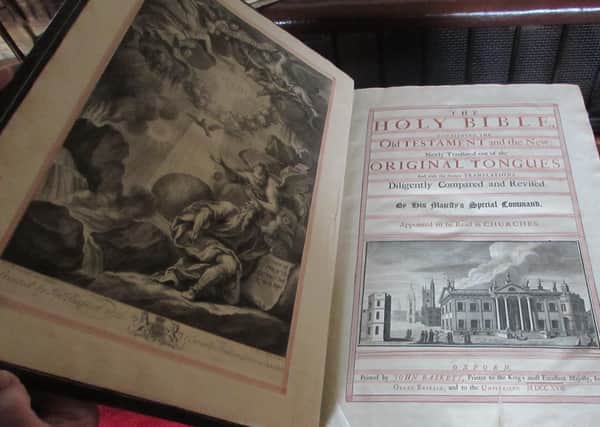 THE
HOLY BIBLE,
CONTAINING THE
Old TESTAMENT and the New:
Newly Translated out of the
ORIGINAL TONGUES
And with the former TRANSLATIONS
Diligently Compared and Revised.
By His Majesty's Special Command.
Appointed to be Read in CHURCHES.
OXFORD,
Printed by JOHN BASKETT, Printer to the King's most Excellent Majesty, for
GREAT BRITAIN; and to the UNIVERSITY. MDCCXVII